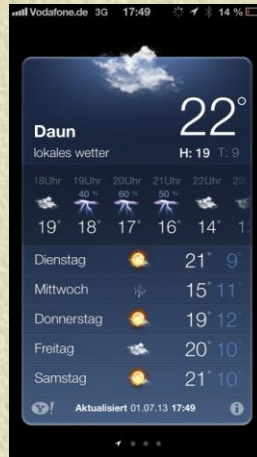 Vodafone.de 3G 17:49 14 %
Daun
lokales wetter
22°
H: 19 T: 9
18Uhr 19Uhr 20Uhr 21Uhr 22Uhr 23
40 % 60 % 50 %
19° 18° 17° 16° 14° 1
Dienstag 21° 9°
Mittwoch 15° 11°
Donnerstag 19° 12°
Freitag 20° 10°
Samstag 21° 10°
Y! Aktualisiert 01.07.13 17:49 i